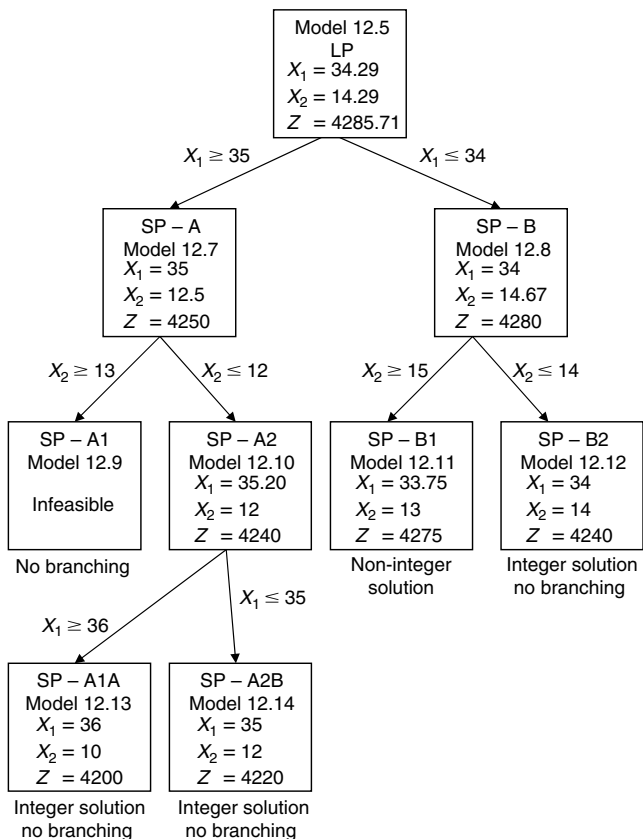 Model 12.5
LP
X₁ = 34.29
X₂ = 14.29
Z = 4285.71
X₁ ≥ 35
X₁ ≤ 34
SP – A
Model 12.7
X₁ = 35
X₂ = 12.5
Z = 4250
SP – B
Model 12.8
X₁ = 34
X₂ = 14.67
Z = 4280
X₂ ≥ 13
X₂ ≤ 12
X₂ ≥ 15
X₂ ≤ 14
SP – A1
Model 12.9
Infeasible
No branching
SP – A2
Model 12.10
X₁ = 35.20
X₂ = 12
Z = 4240
SP – B1
Model 12.11
X₁ = 33.75
X₂ = 13
Z = 4275
Non-integer
solution
SP – B2
Model 12.12
X₁ = 34
X₂ = 14
Z = 4240
Integer solution
no branching
X₁ ≥ 36
X₁ ≤ 35
SP – A1A
Model 12.13
X₁ = 36
X₂ = 10
Z = 4200
Integer solution
no branching
SP – A2B
Model 12.14
X₁ = 35
X₂ = 12
Z = 4220
Integer solution
no branching